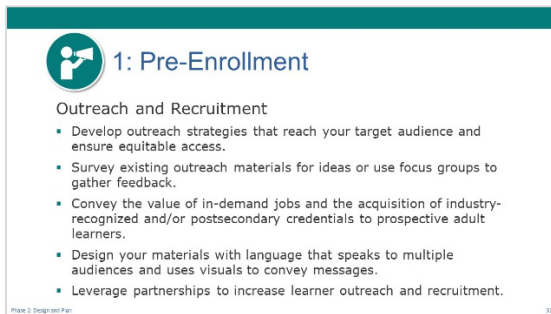 1: Pre-Enrollment
Outreach and Recruitment
▪ Develop outreach strategies that reach your target audience and
ensure equitable access.
▪ Survey existing outreach materials for ideas or use focus groups to
gather feedback.
▪ Convey the value of in-demand jobs and the acquisition of industry-
recognized and/or postsecondary credentials to prospective adult
learners.
▪ Design your materials with language that speaks to multiple
audiences and uses visuals to convey messages.
▪ Leverage partnerships to increase learner outreach and recruitment.
Phase 2: Design and Plan